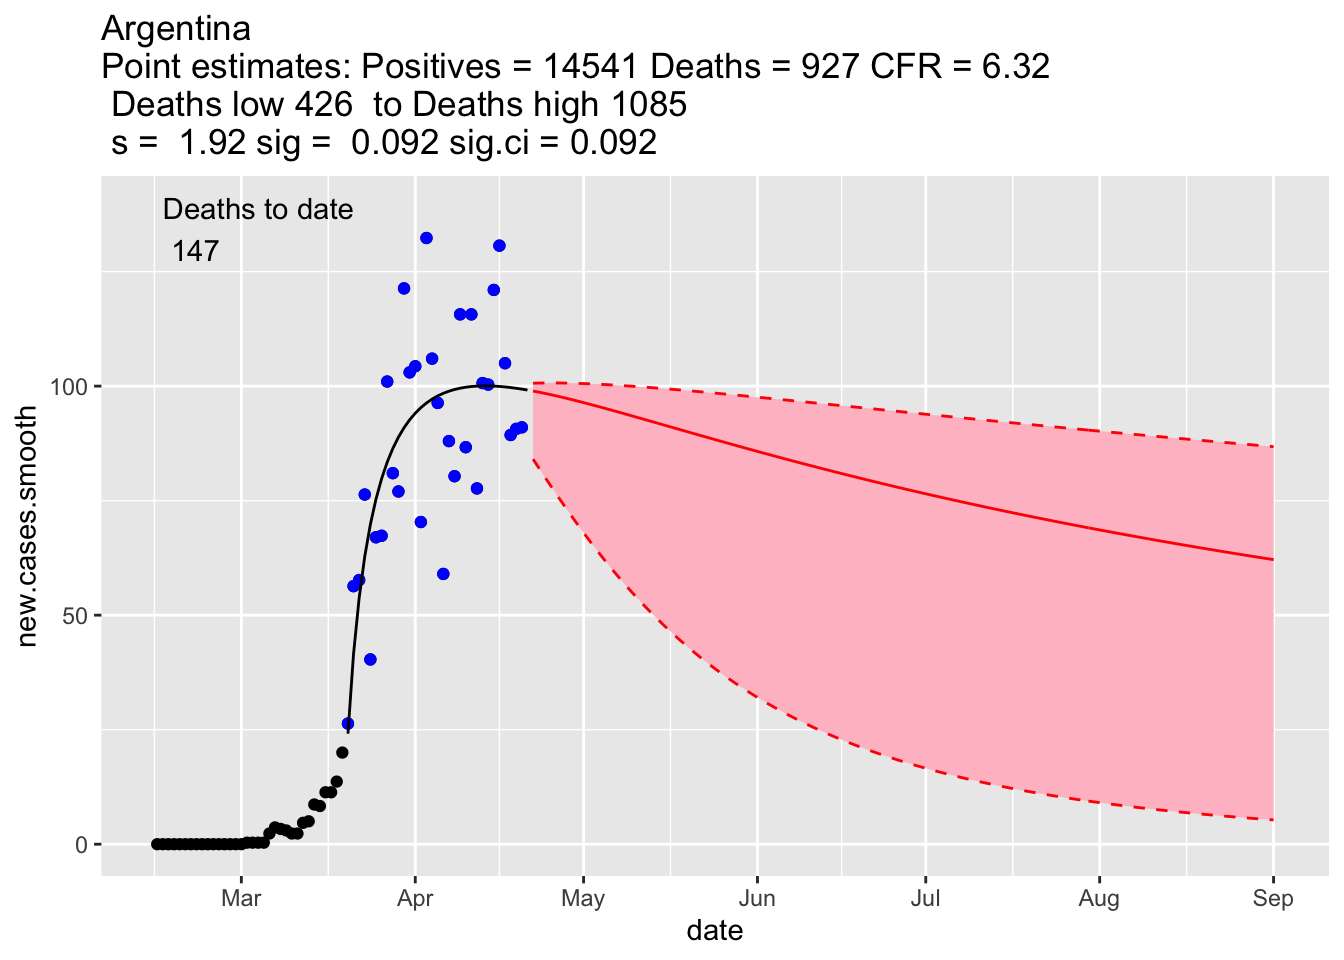 Argentina
Point estimates: Positives = 14541 Deaths = 927 CFR = 6.32
Deaths low 426  to Deaths high 1085
s =  1.92 sig =  0.092 sig.ci = 0.092
Deaths to date
147
100
50
0
new.cases.smooth
Mar Apr May Jun Jul Aug Sep
date